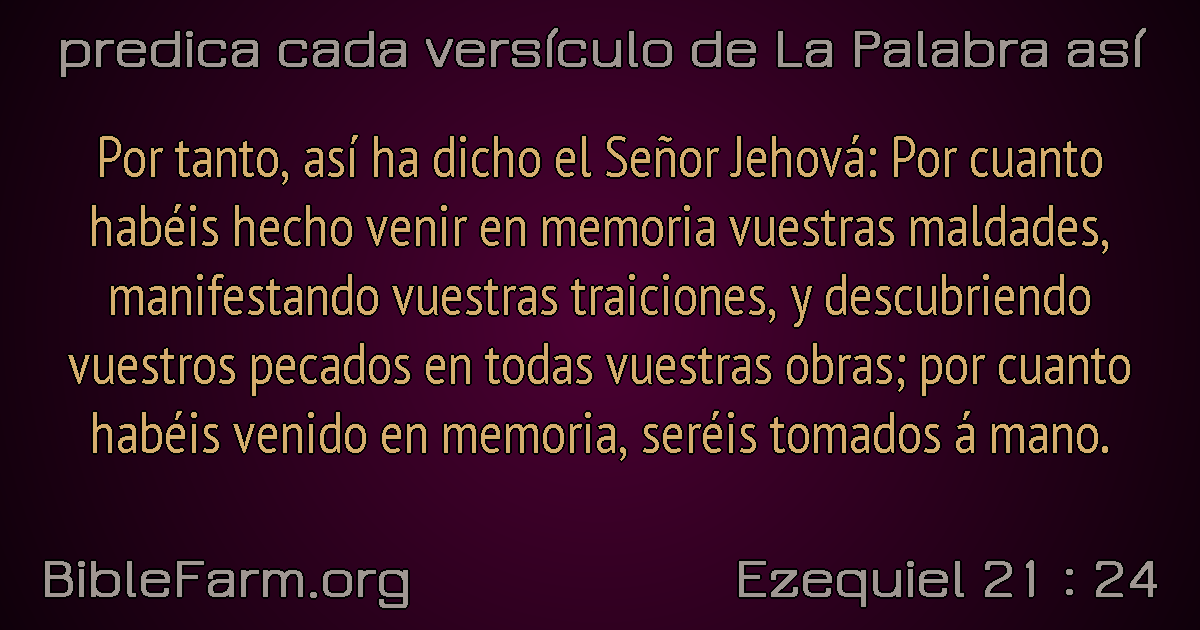 predica cada versículo de La Palabra así
Por tanto, así ha dicho el Señor Jehová: Por cuanto
habéis hecho venir en memoria vuestras maldades,
manifestando vuestras traiciones, y descubriendo
vuestros pecados en todas vuestras obras; por cuanto
habéis venido en memoria, seréis tomados á mano.
BibleFarm.org
Ezequiel 21 : 24